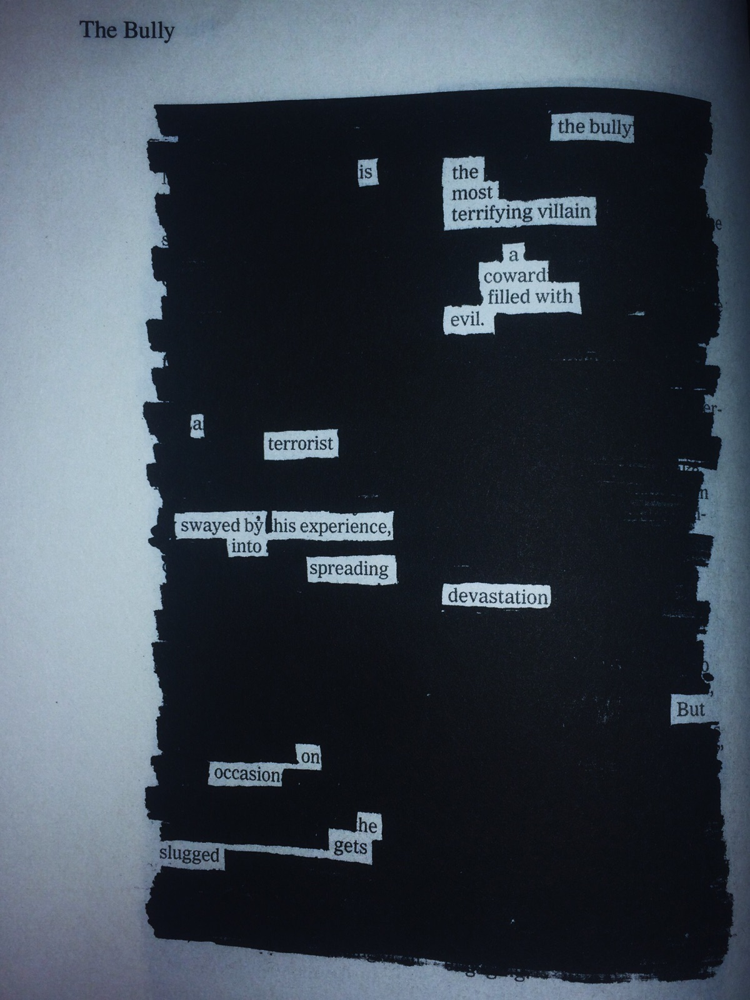 The Bully
the bully
is the
most
terrifying villain
a
coward
filled with
evil.
a
terrorist
swayed by his experience,
into
spreading
devastation
But
on
occasion
he
gets
slugged